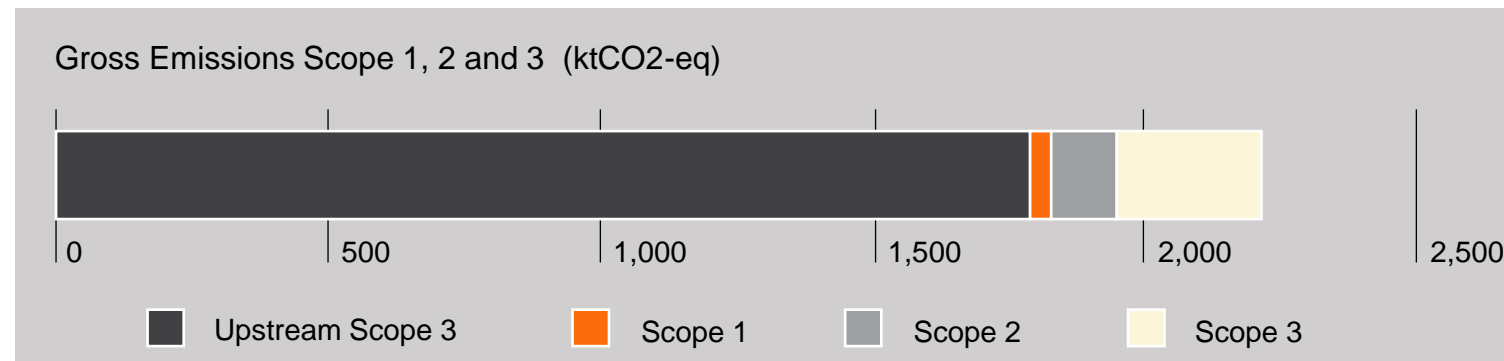 Gross Emissions Scope 1, 2 and 3 (ktCO2-eq)
0 500 1,000 1,500 2,000 2,500
Upstream Scope 3 Scope 1 Scope 2 Scope 3